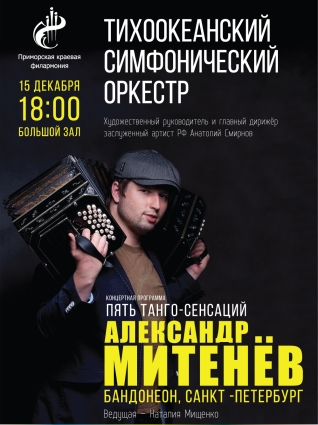 Приморская краевая
филармония
15 ДЕКАБРЯ
18:00
БОЛЬШОЙ ЗАЛ
ТИХООКЕАНСКИЙ
СИМФОНИЧЕСКИЙ
ОРКЕСТР
Художественный руководитель и главный дирижёр
заслуженный артист РФ Анатолий Смирнов
КОНЦЕРТНАЯ ПРОГРАММА
ПЯТЬ ТАНГО-СЕНСАЦИЙ
АЛЕКСАНДР
МИТЕНЁВ
БАНДОНЕОН, САНКТ -ПЕТЕРБУРГ
Ведущая – Наталия Мищенко